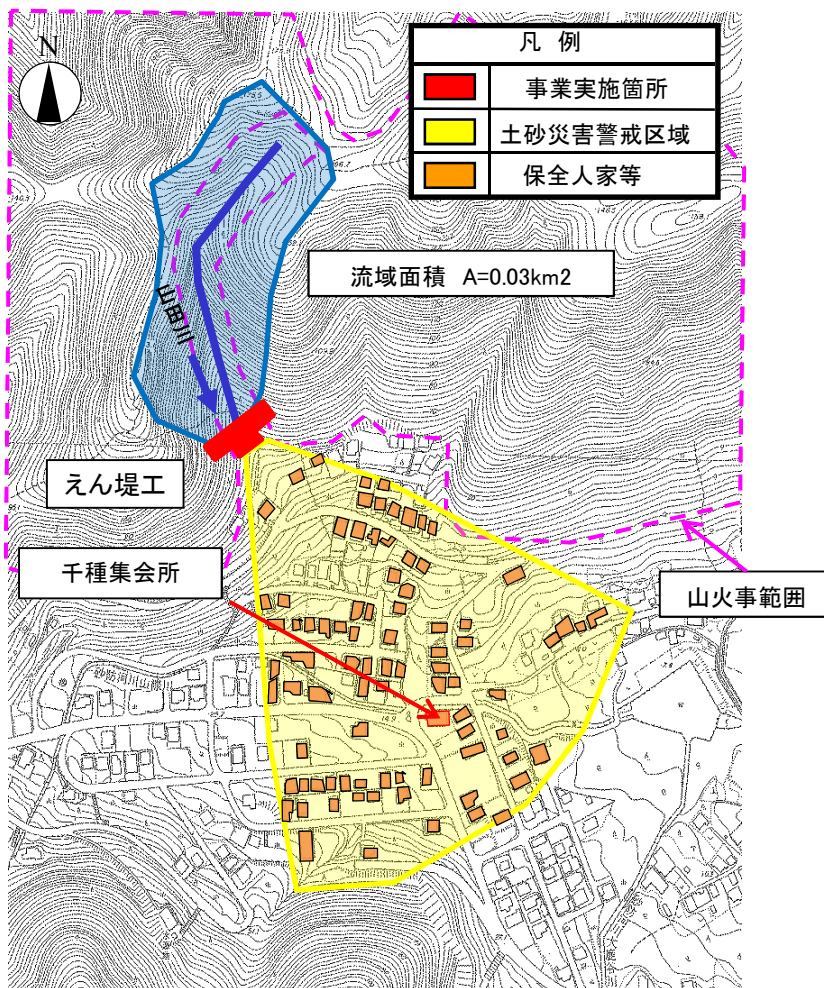 凡 例
事業実施箇所
土砂災害警戒区域
保全人家等
N
流域面積 A=0.03km2
山田川
えん堤工
千種集会所
山火事範囲
14.9